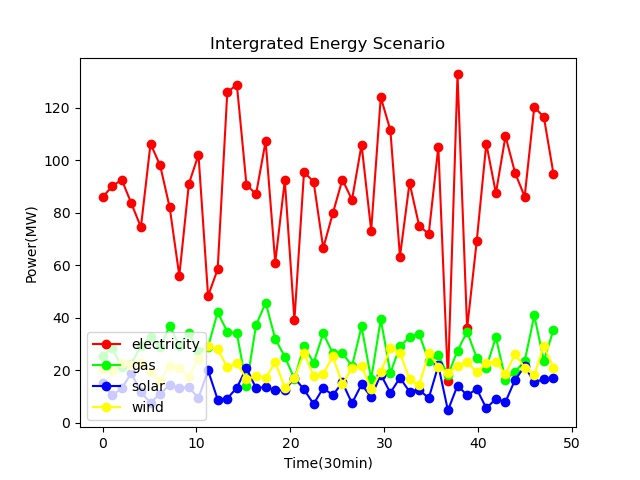 Intergrated Energy Scenario
Power(MW)
120
100
80
60
40
20
0
electricity
gas
solar
wind
0 10 20 30 40 50
Time(30min)